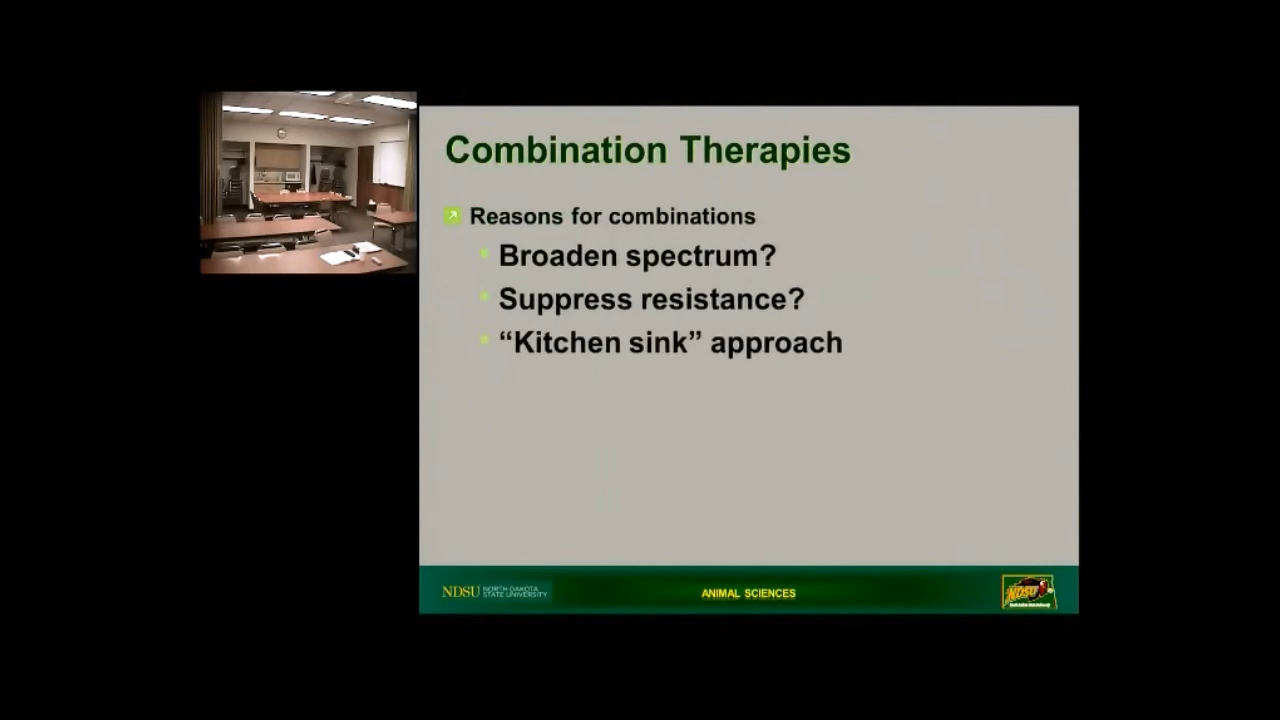 Combination Therapies
Reasons for combinations
Broaden spectrum?
Suppress resistance?
“Kitchen sink” approach
NDSU NORTH DAKOTA
STATE UNIVERSITY
ANIMAL SCIENCES
NDSU